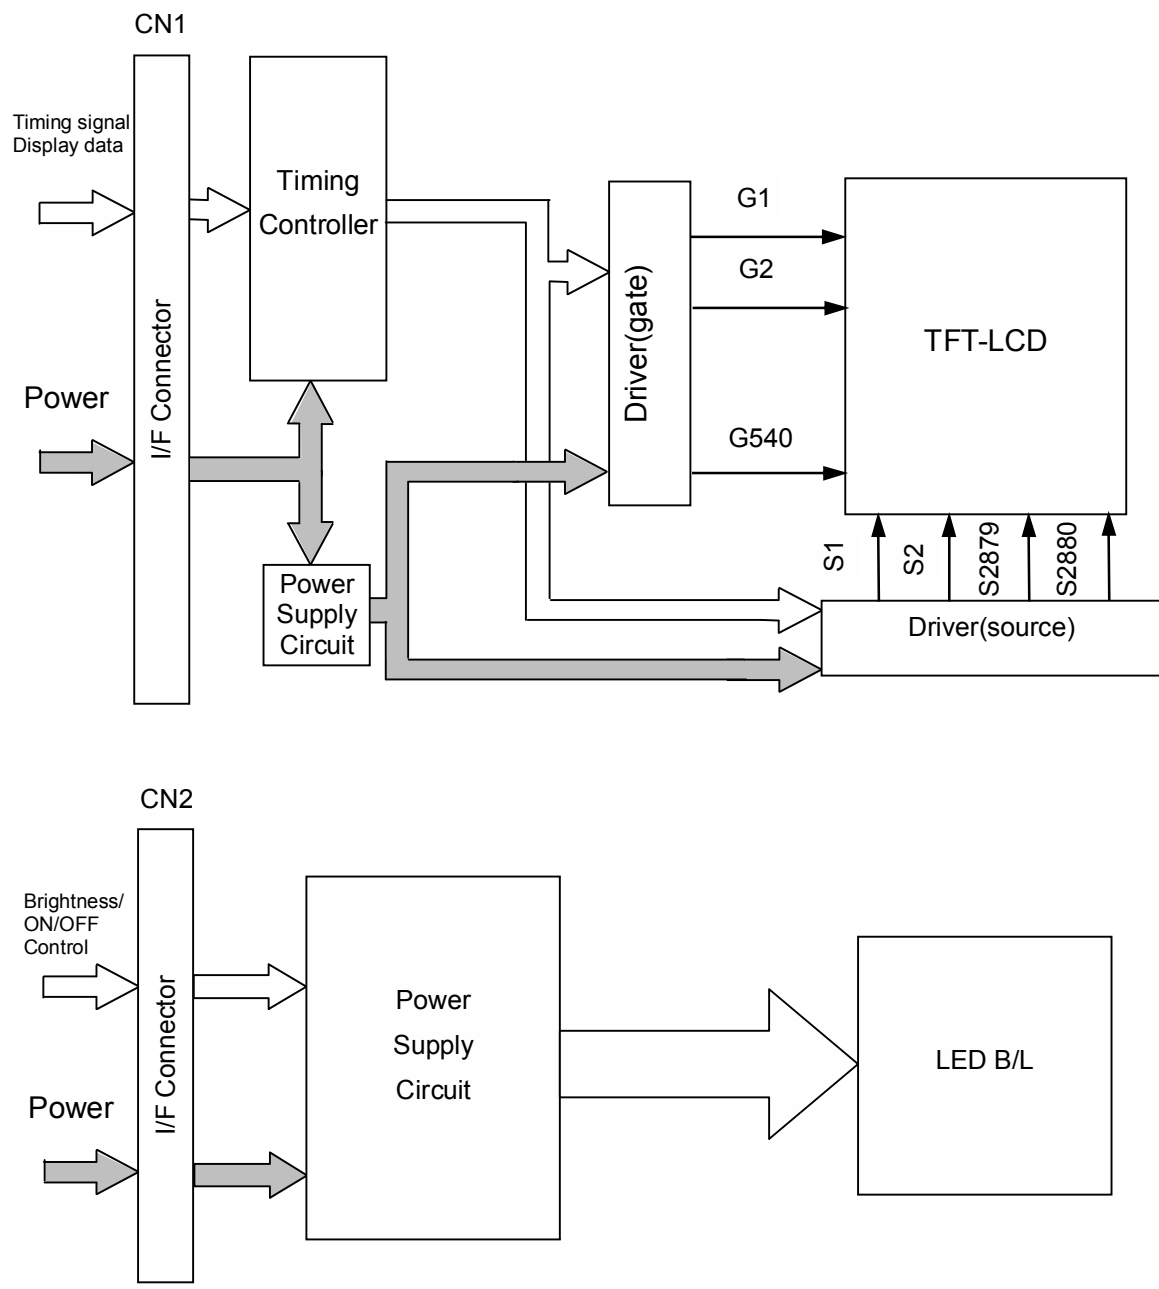 CN1
Timing signal
Display data
Power
I/F Connector
Timing
Controller
Power
Supply
Circuit
Driver(gate)
G1
G2
G540
TFT-LCD
S1
S2
S2879
S2880
Driver(source)
CN2
Brightness/
ON/OFF
Control
Power
I/F Connector
Power
Supply
Circuit
LED B/L